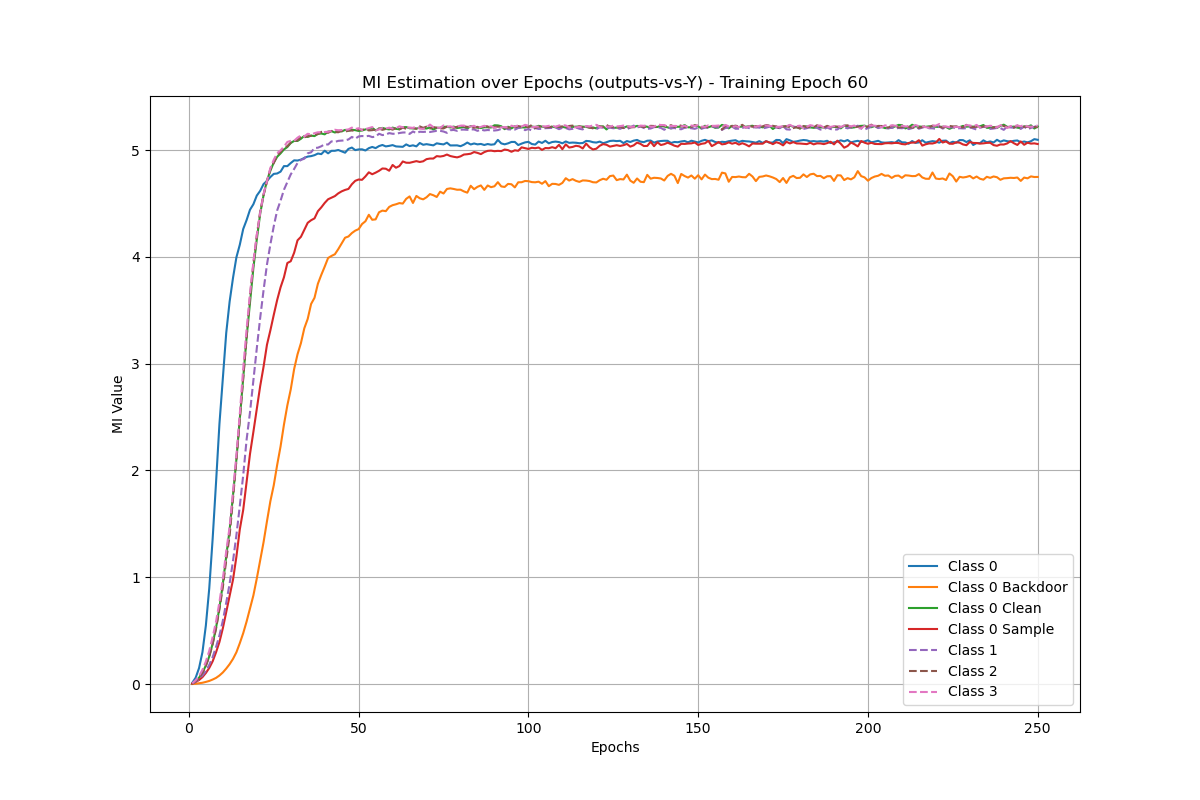 MI Estimation over Epochs (outputs-vs-Y) - Training Epoch 60
MI Value
5
4
3
2
1
0
0 50 100 150 200 250
Epochs
Class 0
Class 0 Backdoor
Class 0 Clean
Class 0 Sample
Class 1
Class 2
Class 3